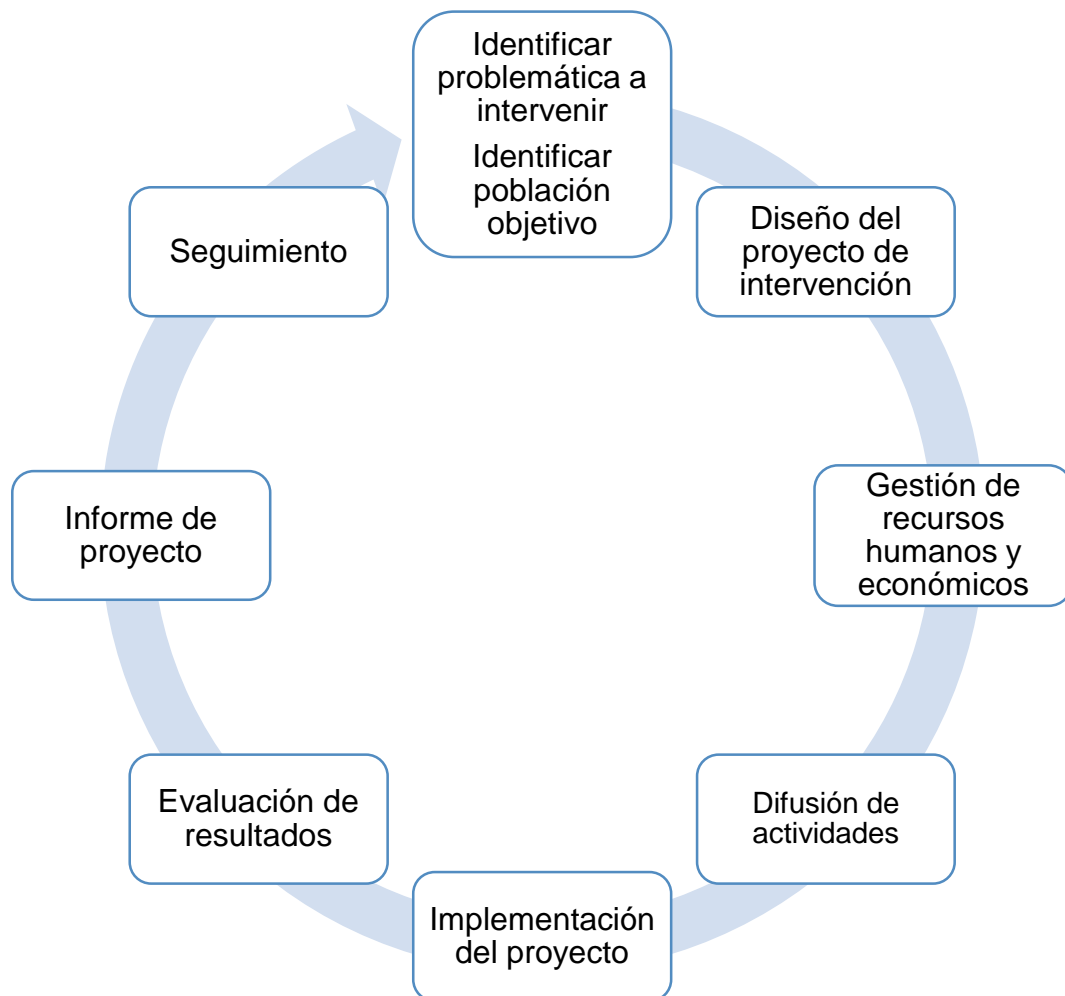 Identificar
problemática a
intervenir
Identificar
población
objetivo
Diseño del
proyecto de
intervención
Gestión de
recursos
humanos y
económicos
Difusión de
actividades
Implementación
del proyecto
Evaluación de
resultados
Informe de
proyecto
Seguimiento